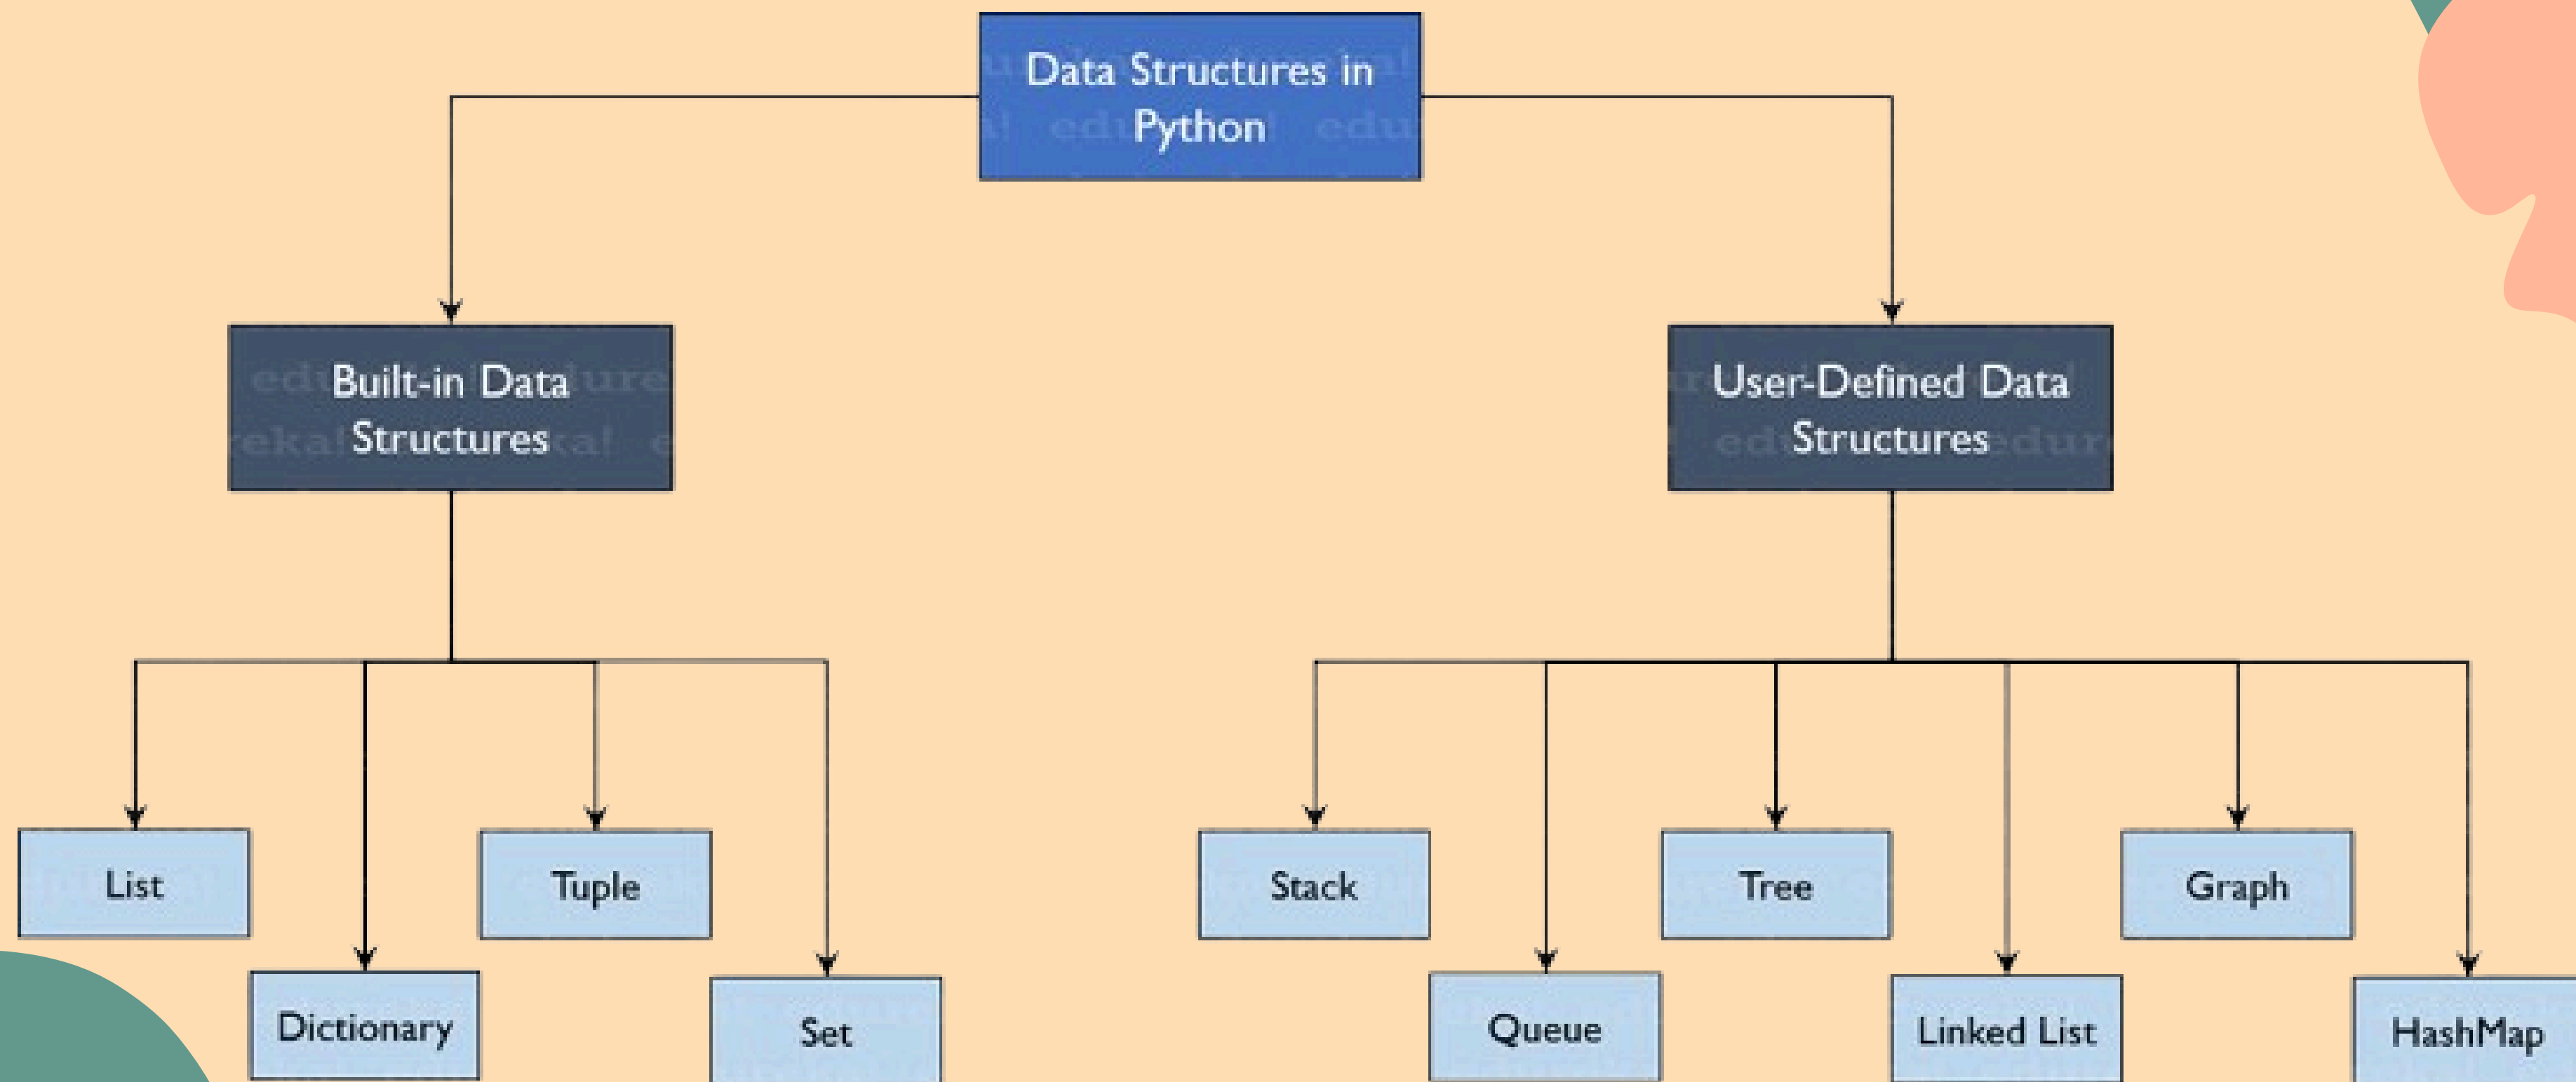 Data Structures in
Python
Built-in Data
Structures
User-Defined Data
Structures
List
Tuple
Stack
Tree
Graph
Dictionary
Set
Queue
Linked List
HashMap